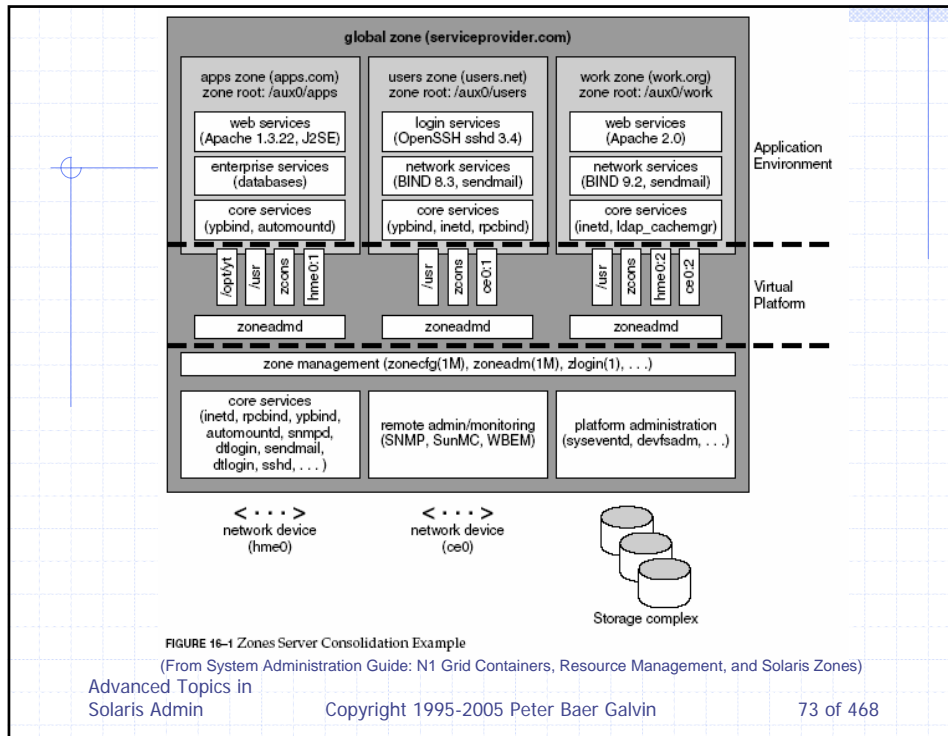 global zone (serviceprovider.com)
apps zone (apps.com)
zone root: /aux0/apps
web services
(Apache 1.3.22, J2SE)
enterprise services
(databases)
core services
(ypbind, automountd)
users zone (users.net)
zone root: /aux0/users
login services
(OpenSSH sshd 3.4)
network services
(BIND 8.3, sendmail)
core services
(ypbind, inetd, rpcbind)
work zone (work.org)
zone root: /aux0/work
web services
(Apache 2.0)
network services
(BIND 9.2, sendmail)
core services
(inetd, ldap_cachemgr)
Application
Environment
/opt/yt
/usr
zcons
hme0:1
/usr
zcons
ce0:1
/usr
zcons
hme0:2
ce0:2
Virtual
Platform
zoneadmd
zoneadmd
zoneadmd
zone management (zonecfg(1M), zoneadm(1M), zlogin(1), . . .)
core services
(inetd, rpcbind, ypbind,
automountd, snmpd,
dtlogin, sendmail,
dtlogin, sshd, . . . )
remote admin/monitoring
(SNMP, SunMC, WBEM)
platform administration
(syseventd, devfsadm, . . .)
< · · · >
network device
(hme0)
< · · · >
network device
(ce0)
Storage complex
FIGURE 16–1 Zones Server Consolidation Example
(From System Administration Guide: N1 Grid Containers, Resource Management, and Solaris Zones)
Advanced Topics in
Solaris Admin
Copyright 1995-2005 Peter Baer Galvin
73 of 468